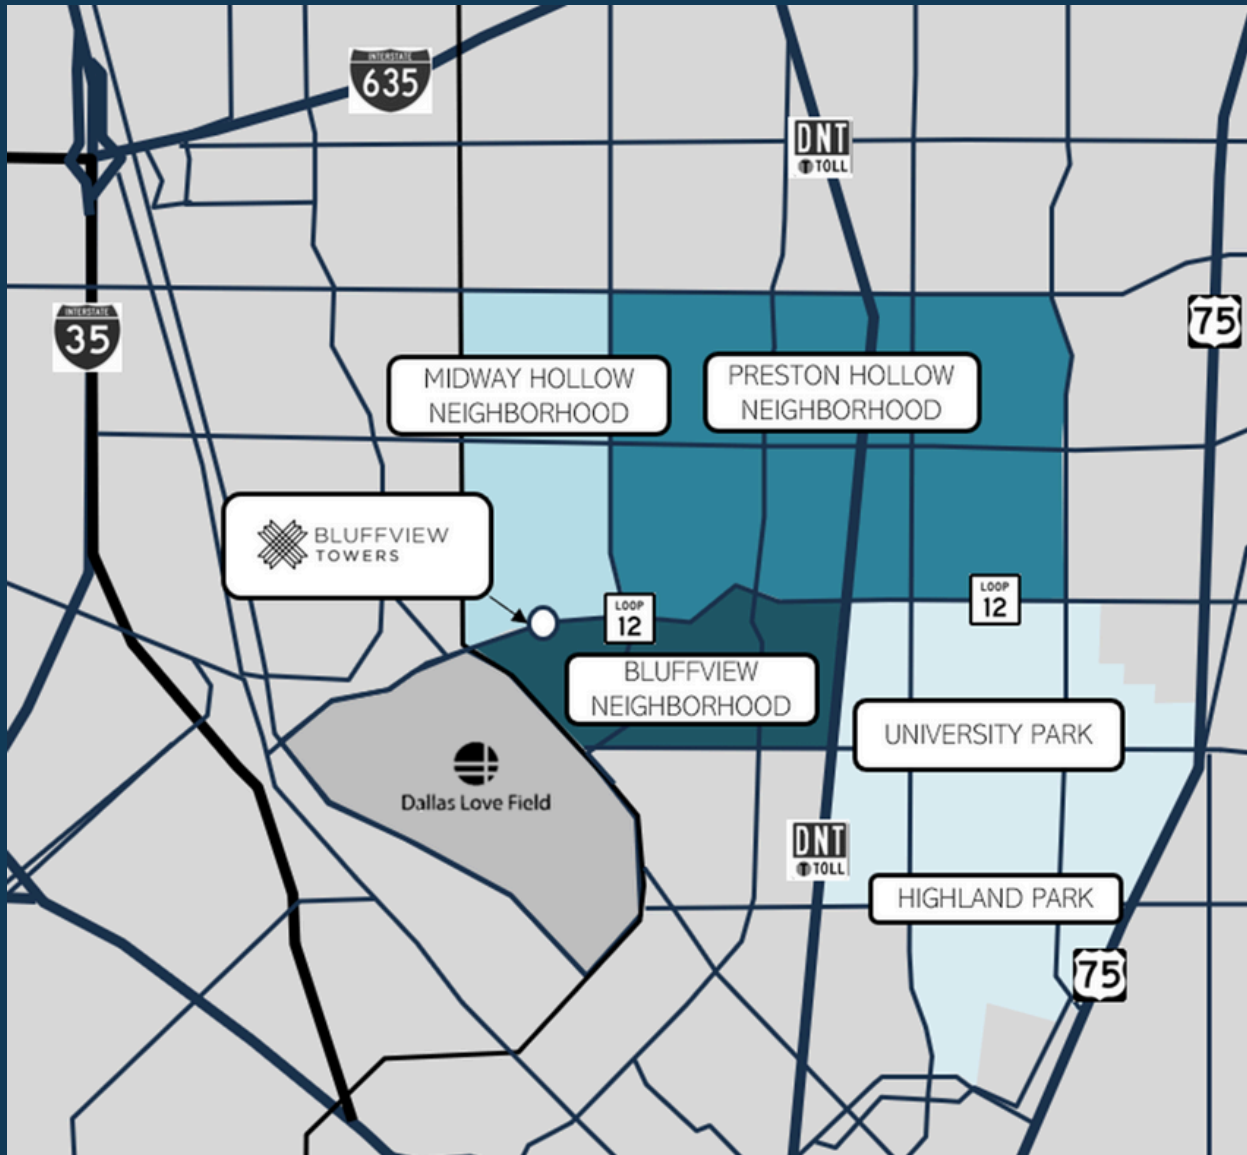 INTERSTATE
635
DNT
TOLL
INTERSTATE
35
75
MIDWAY HOLLOW
NEIGHBORHOOD
PRESTON HOLLOW
NEIGHBORHOOD
BLUFFVIEW
TOWERS
LOOP
12
LOOP
12
BLUFFVIEW
NEIGHBORHOOD
UNIVERSITY PARK
Dallas Love Field
DNT
TOLL
HIGHLAND PARK
75